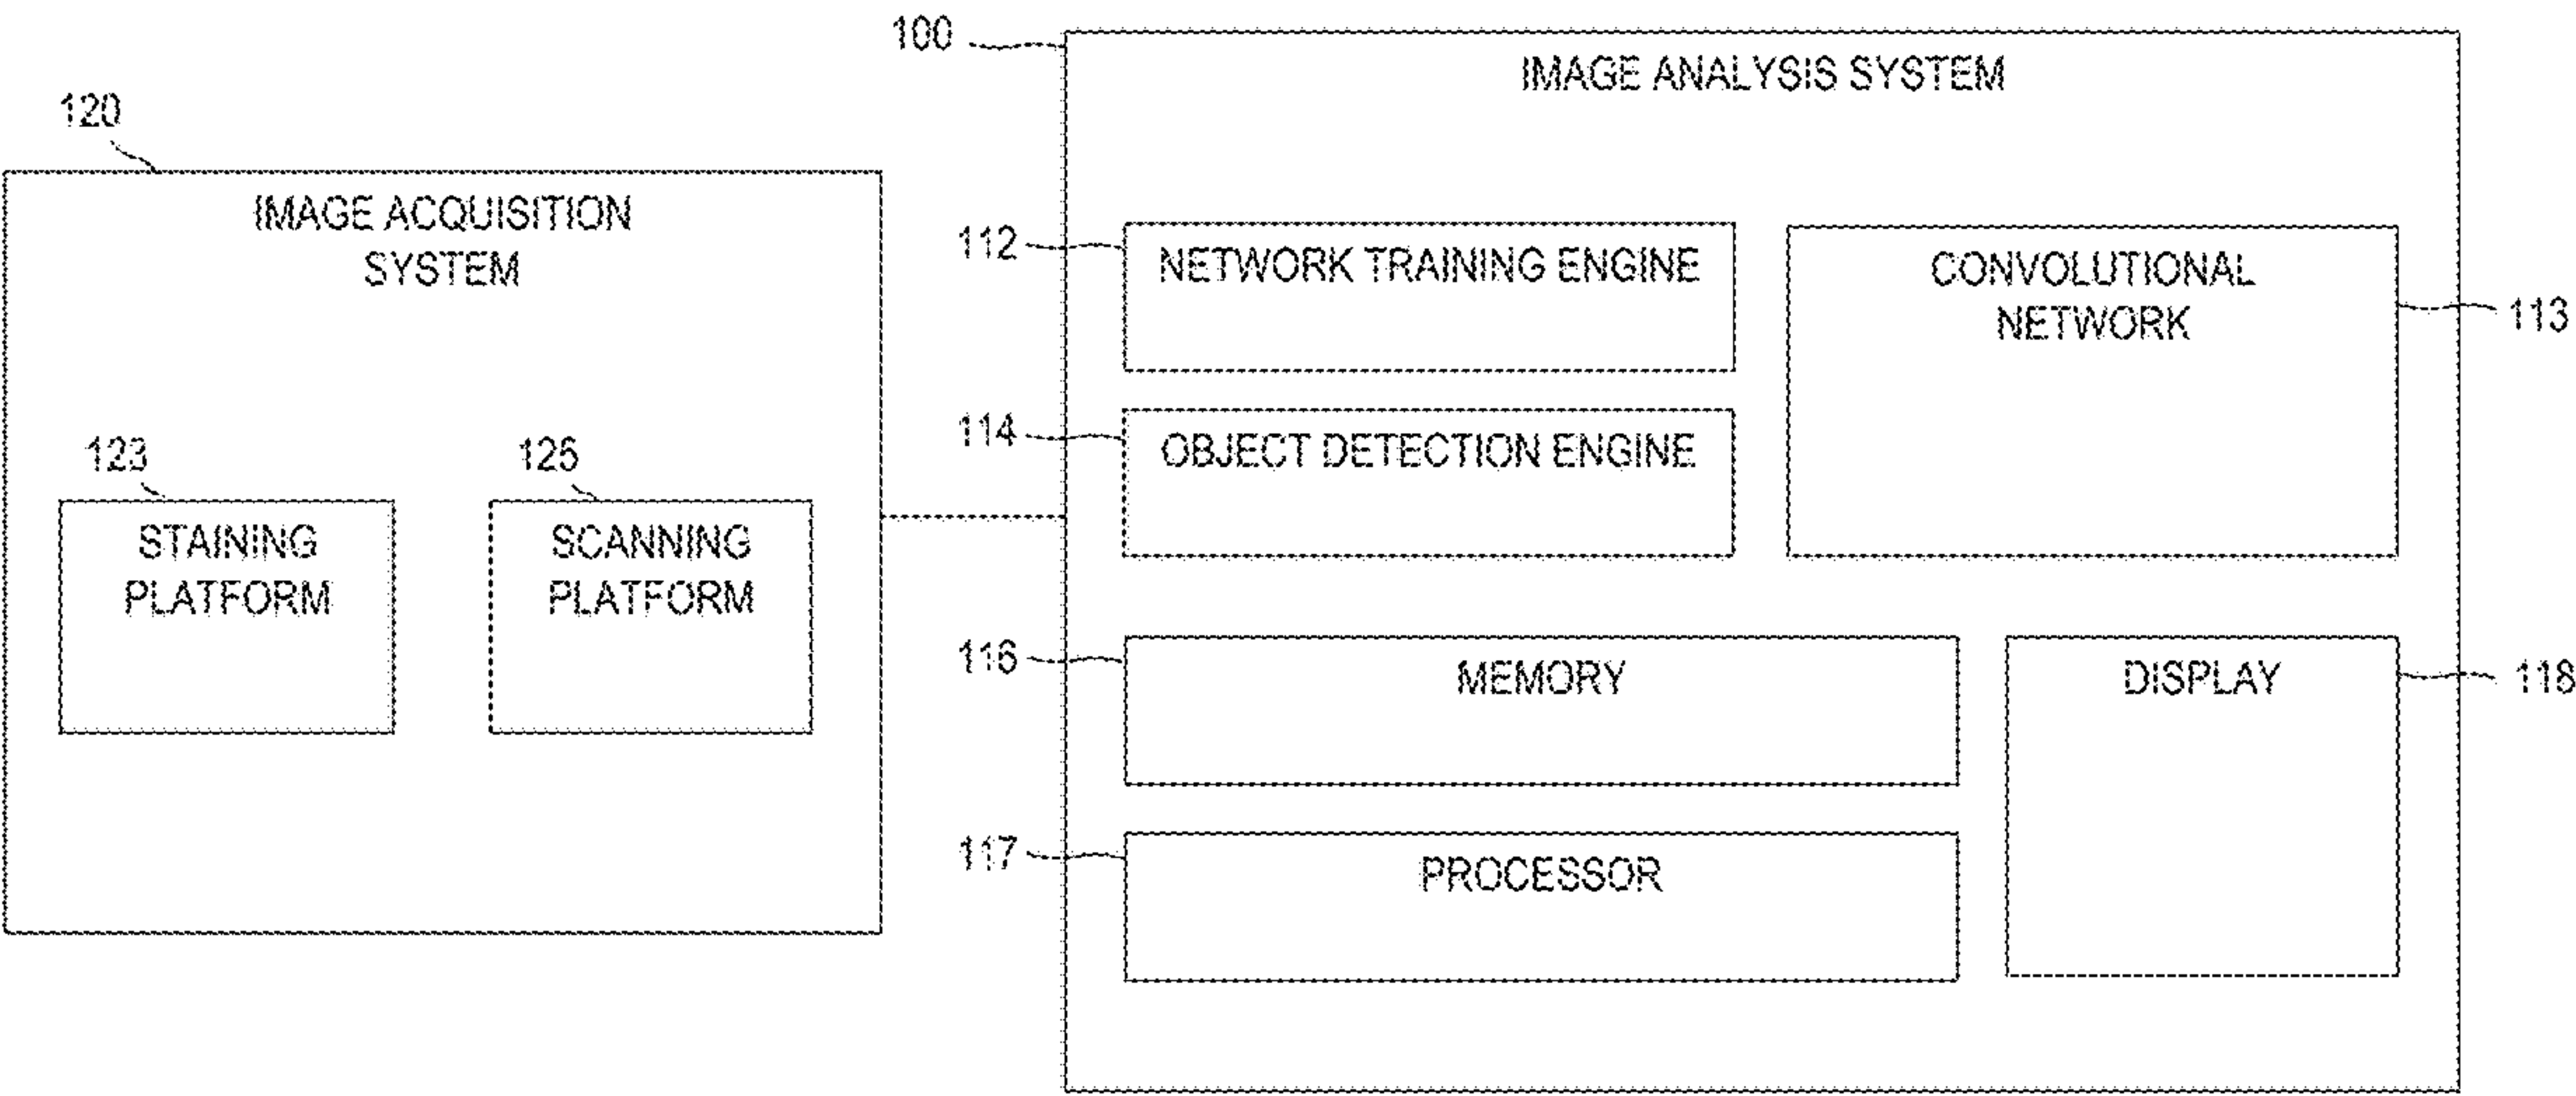 100
IMAGE ANALYSIS SYSTEM
120
IMAGE ACQUISITION
SYSTEM
112
NETWORK TRAINING ENGINE
CONVOLUTIONAL
NETWORK
113
114
OBJECT DETECTION ENGINE
123
125
STAINING
PLATFORM
SCANNING
PLATFORM
116
MEMORY
DISPLAY
118
117
PROCESSOR